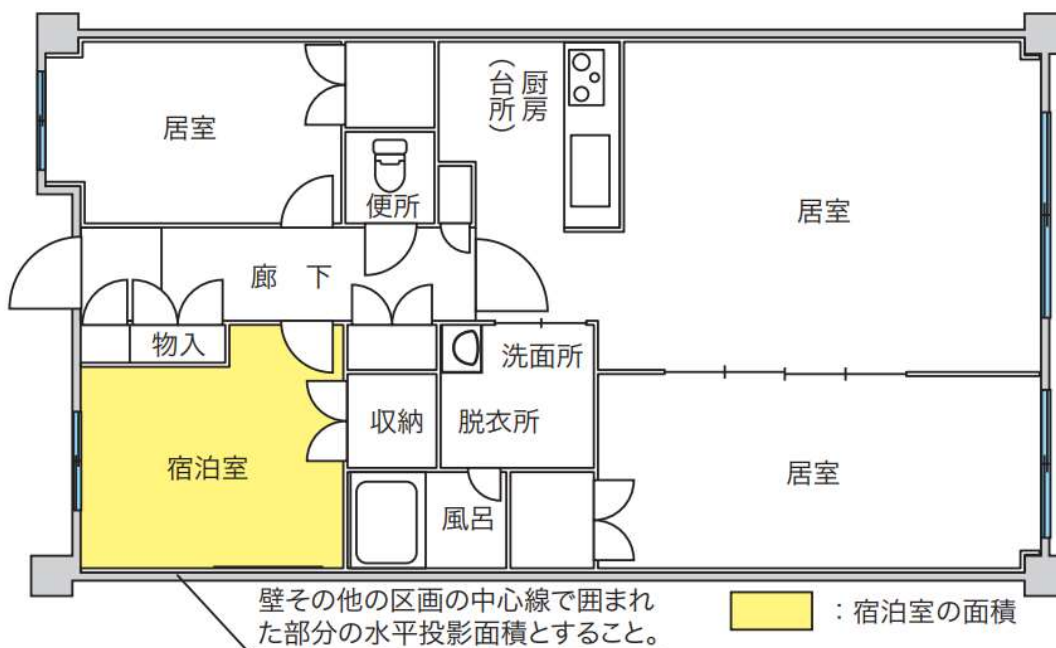 居室
厨房
(台所)
便所
居室
廊 下
物入
洗面所
収納
脱衣所
宿泊室
居室
風呂
壁その他の区画の中心線で囲まれ
た部分の水平投影面積とすること。
:宿泊室の面積